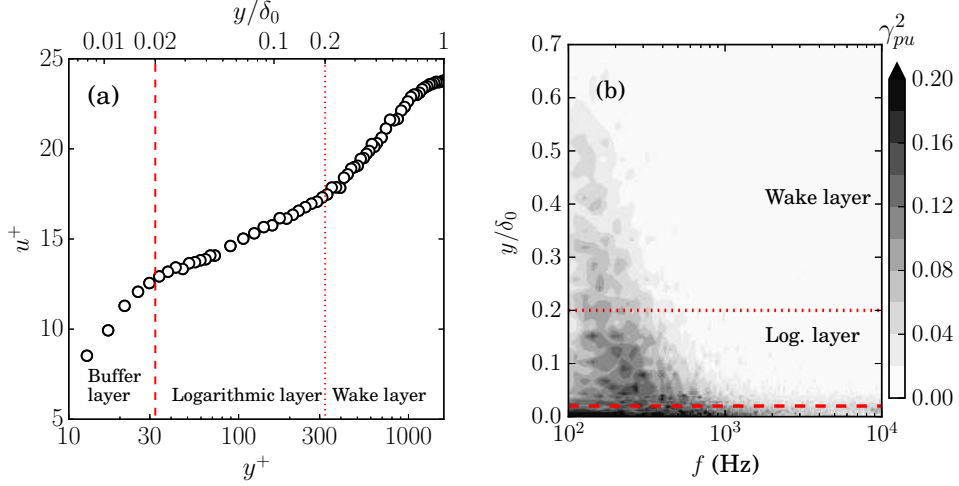 y/δ₀
0.01 0.02 0.1 0.2 1
25
20
15
10
5
u⁺
(a)
Buffer
layer
Logarithmic layer
Wake layer
10 30 100 300 1000
y⁺
0.7
0.6
0.5
0.4
0.3
0.2
0.1
0.0
y/δ₀
(b)
Wake layer
Log. layer
10² 10³ 10⁴
f (Hz)
γ²ₚᵤ
0.20
0.16
0.12
0.08
0.04
0.00